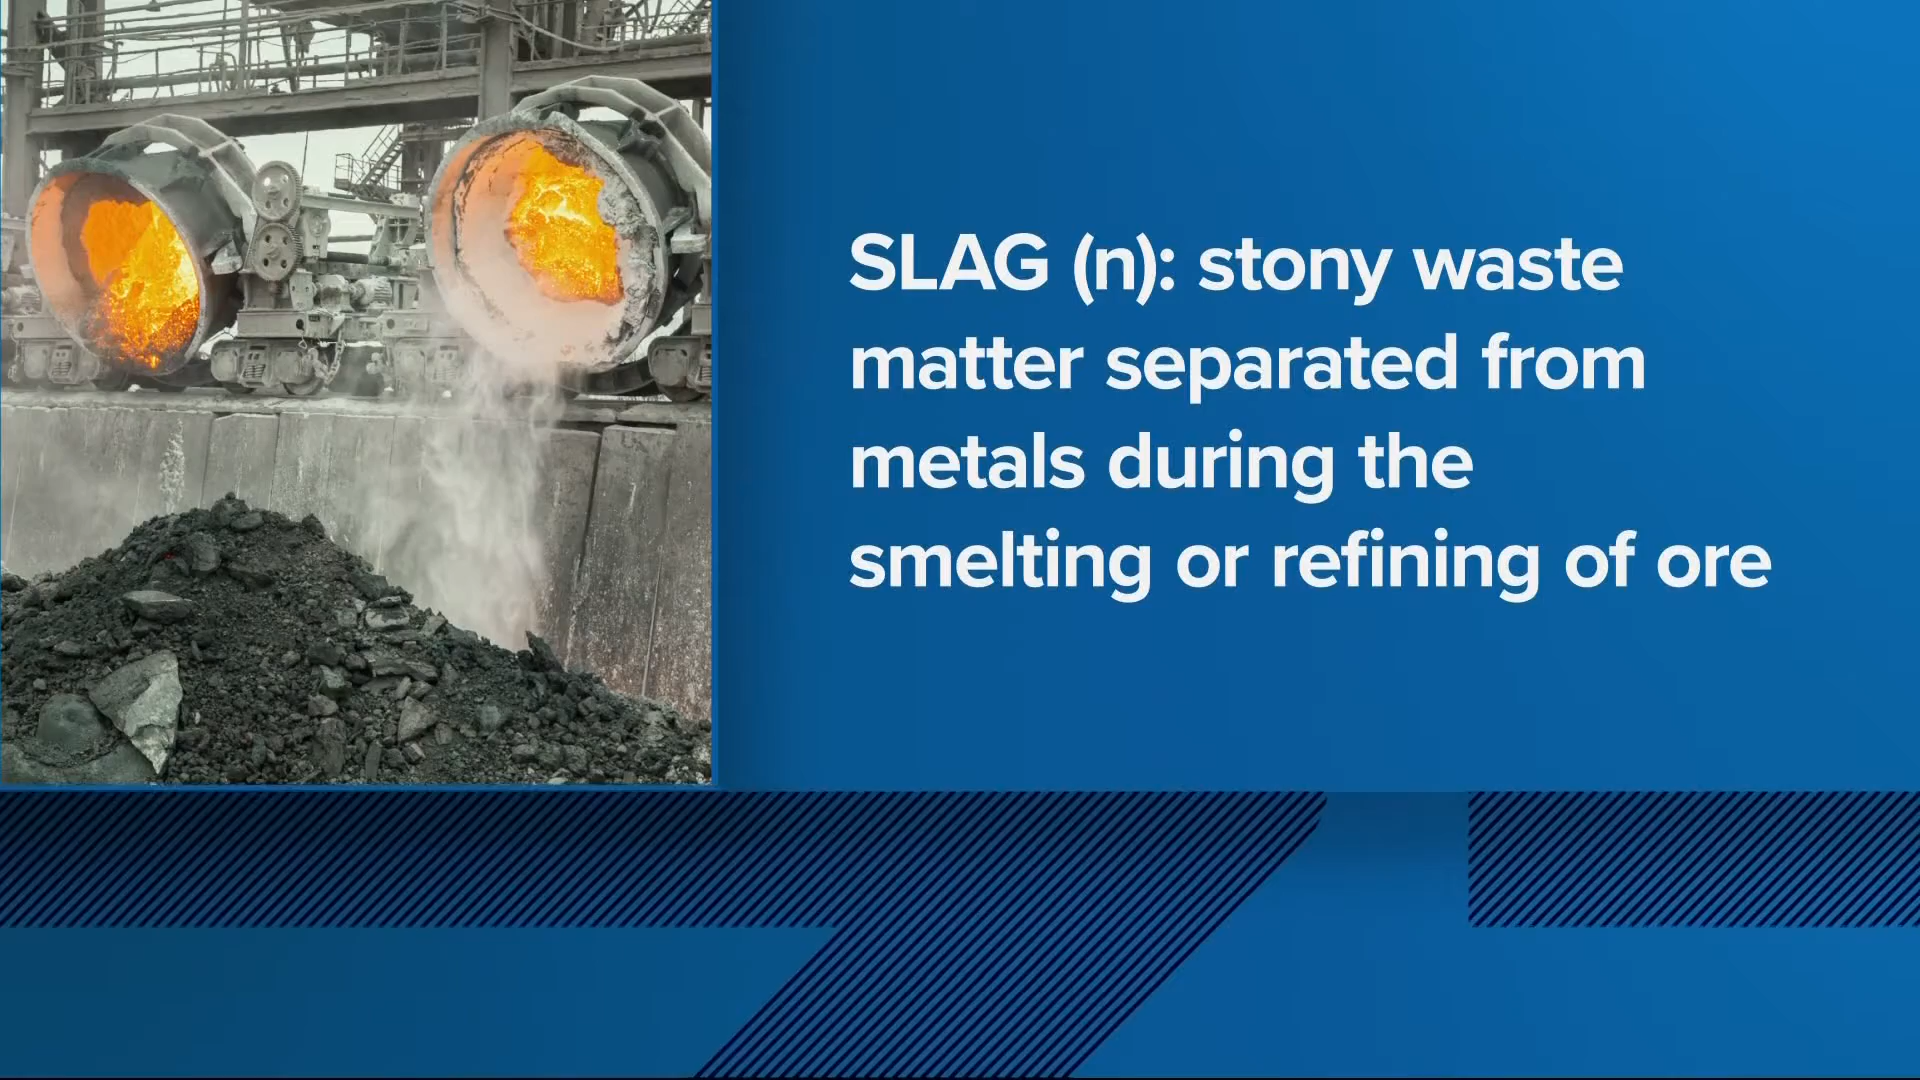 SLAG (n): stony waste
matter separated from
metals during the
smelting or refining of ore